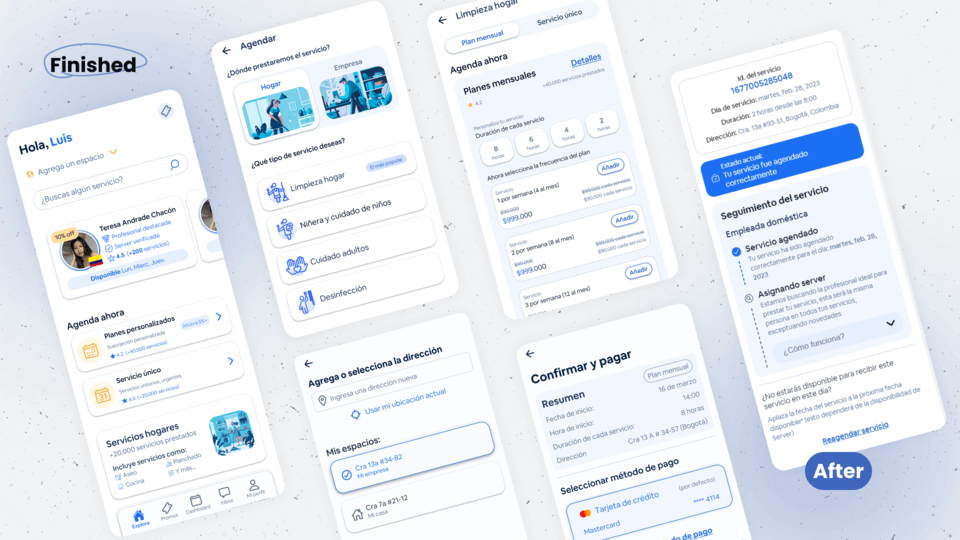 Finished
Hola, Luis
Agrega un espacio
¿Buscas algún servicio?
10% off
Teresa Andrade Chacón
Profesional destacada
Server verificada
4.5 (+200 servicios)
Disponible Lun. Mierc. Juev.
Agenda ahora
Planes personalizados
Suscripción personalizada
4.2 (+40.000 servicios)
Ahorra 5%+
Servicio único
Servicios unitarios, urgentes
4.0 (+20.000 servicios)
Servicios hogares
+20.000 servicios prestados
Incluye servicios como:
Aseo
Planchado
Cocina
Y más...
Explora
Promos
Dashboard
Inbox
Mi perfil
Agendar
¿Dónde prestaremos el servicio?
Hogar
Empresa
¿Qué tipo de servicio deseas?
Limpieza hogar
El más popular
Niñera y cuidado de niños
Cuidado adultos
Desinfección
Agrega o selecciona la dirección
Ingresa una dirección nueva
Usar mi ubicación actual
Mis espacios:
Cra 13a #34-82
Mi empresa
Cra 7a #21-12
Mi casa
Limpieza hogar
Plan mensual
Servicio único
Agenda ahora
Planes mensuales
Detalles
4.2
+40.000 servicios prestados
Personaliza tu servicio:
Duración de cada servicio
8 horas
6 horas
4 horas
2 horas
Ahora selecciona la frecuencia del plan
Servicio
Añadir
1 por semana (4 al mes)
$999.000
Servicio
Añadir
2 por semana (8 al mes)
$999.000
Servicio
Añadir
3 por semana (12 al mes)
Confirmar y pagar
Resumen
Plan mensual
Fecha de inicio:
16 de marzo
Hora de inicio:
14:00
Duración de cada servicio:
8 horas
Dirección
Cra 13 A # 34-57 (Bogotá)
Seleccionar método de pago
Tarjeta de crédito
(por defecto)
Mastercard
**** 4114
do de pago
Id. del servicio
1677005285048
Día de servicio: martes, feb. 28, 2023
Duración: 2 horas desde las 8:00
Dirección: Cra. 13a #93-51, Bogotá, Colombia
Estado actual:
Tu servicio fue agendado
correctamente
Seguimiento del servicio
Empleada doméstica
Servicio agendado
Tu servicio ha sido agendado
correctamente para el día: martes, feb. 28,
2023
Asignando server
Estamos buscando la profesional ideal para
prestar tu servicio, esta será la misma
persona en todos tus servicios,
exceptuando novedades
¿Cómo funciona?
¿No estarás disponible para recibir este
servicio en este día?
Aplaza la fecha del servicio a la próxima fecha
disponible* (esto dependerá de la disponibilidad de
Server)
Reagendar servicio
After